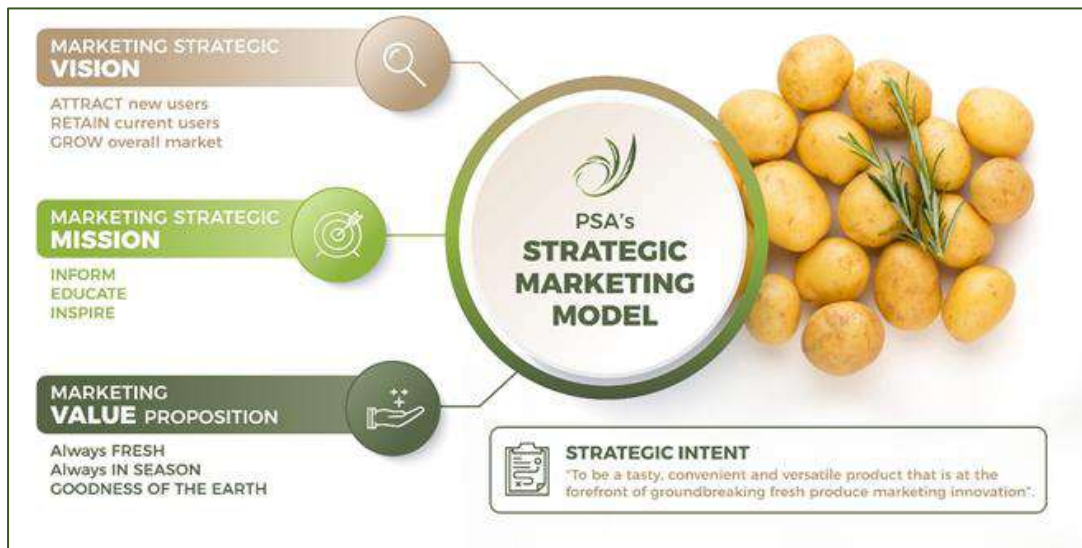 MARKETING STRATEGIC
VISION
ATTRACT new users
RETAIN current users
GROW overall market
MARKETING STRATEGIC
MISSION
INFORM
EDUCATE
INSPIRE
MARKETING
VALUE PROPOSITION
Always FRESH
Always IN SEASON
GOODNESS OF THE EARTH
PSA's
STRATEGIC
MARKETING
MODEL
STRATEGIC INTENT
"To be a tasty, convenient and versatile product that is at the
forefront of groundbreaking fresh produce marketing innovation".